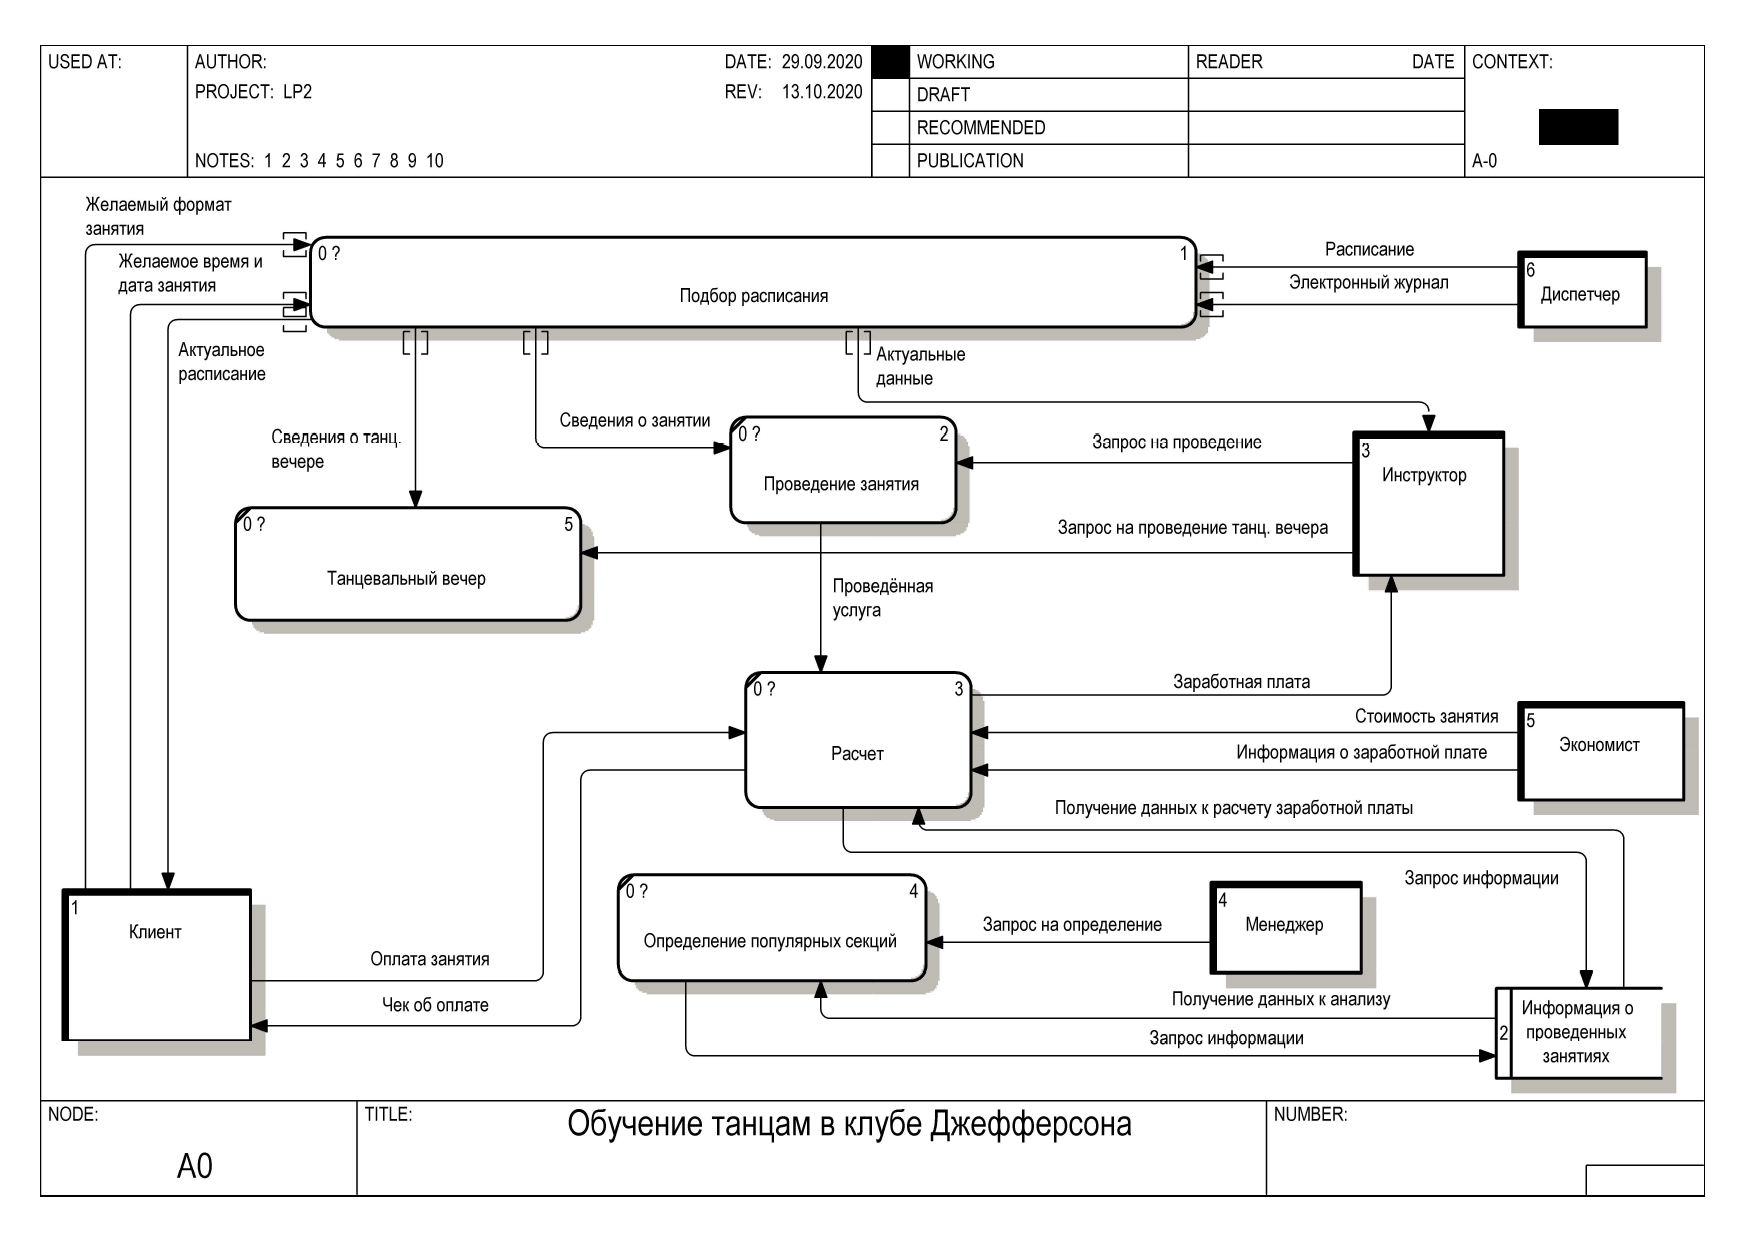 USED AT:
AUTHOR:
DATE: 29.09.2020
PROJECT: LP2
REV: 13.10.2020
NOTES: 1 2 3 4 5 6 7 8 9 10
WORKING
DRAFT
RECOMMENDED
PUBLICATION
READER DATE
CONTEXT:
A-0
Желаемый формат
занятия
Желаемое время и
дата занятия
Актуальное
расписание
0 ?
1
Подбор расписания
Расписание
Электронный журнал
6
Диспетчер
Актуальные
данные
Сведения о занятии
Сведения о танц.
вечере
0 ?
2
Проведение занятия
Запрос на проведение
3
Инструктор
Запрос на проведение танц. вечера
0 ?
5
Танцевальный вечер
Проведённая
услуга
0 ?
3
Расчет
Заработная плата
Стоимость занятия
Информация о заработной плате
5
Экономист
Получение данных к расчету заработной платы
Запрос информации
0 ?
4
Определение популярных секций
Запрос на определение
4
Менеджер
1
Клиент
Оплата занятия
Чек об оплате
Получение данных к анализу
Запрос информации
2
Информация о
проведенных
занятиях
NODE:
A0
TITLE:
Обучение танцам в клубе Джефферсона
NUMBER: